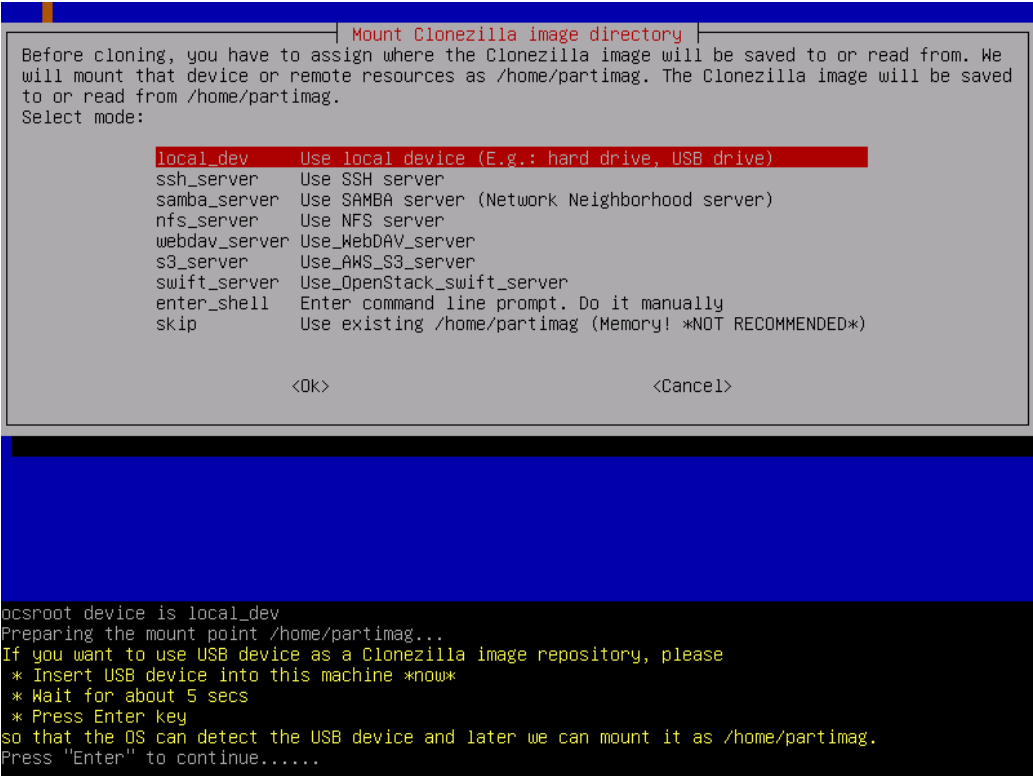 Mount Clonezilla image directory
Before cloning, you have to assign where the Clonezilla image will be saved to or read from. We
will mount that device or remote resources as /home/partimag. The Clonezilla image will be saved
to or read from /home/partimag.
Select mode:
local_dev Use local device (E.g.: hard drive, USB drive)
ssh_server Use SSH server
samba_server Use SAMBA server (Network Neighborhood server)
nfs_server Use NFS server
webdav_server Use_WebDAV_server
s3_server Use_AWS_S3_server
swift_server Use_OpenStack_swift_server
enter_shell Enter command line prompt. Do it manually
skip Use existing /home/partimag (Memory! *NOT RECOMMENDED*)
<Ok> <Cancel>
ocsroot device is local_dev
Preparing the mount point /home/partimag...
If you want to use USB device as a Clonezilla image repository, please
* Insert USB device into this machine *now*
* Wait for about 5 secs
* Press Enter key
so that the OS can detect the USB device and later we can mount it as /home/partimag.
Press "Enter" to continue......